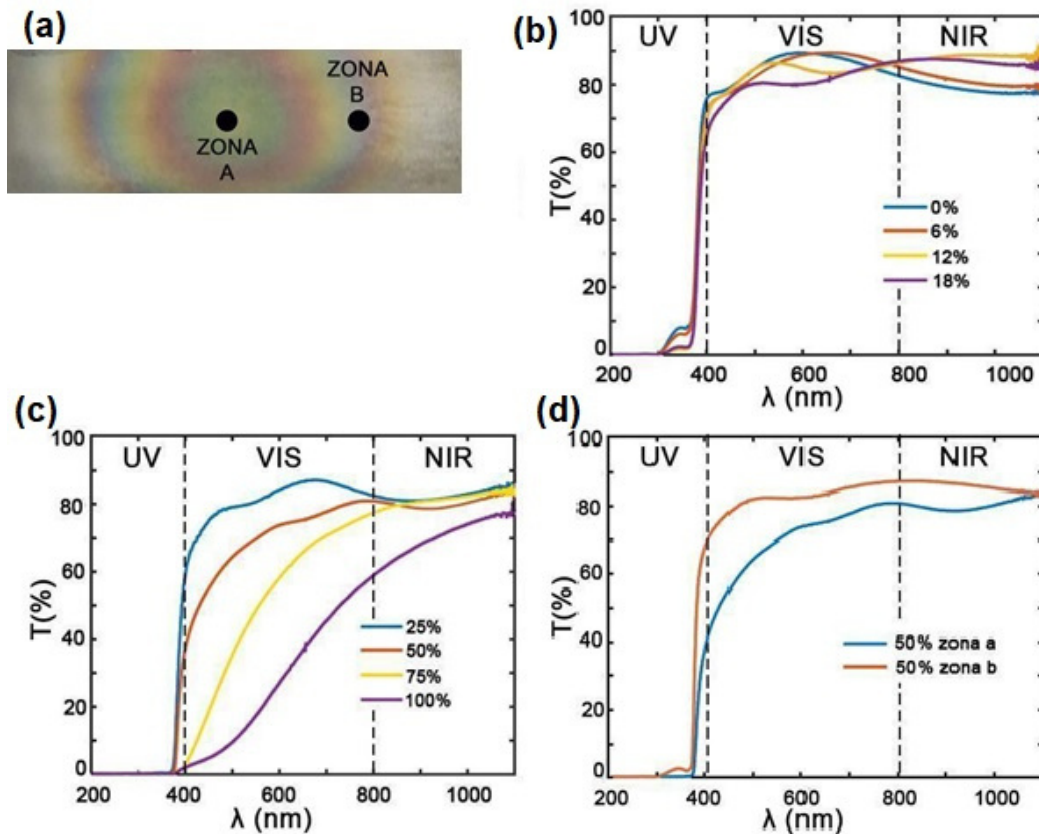 (a)
ZONA
A
ZONA
B
(b)
UV VIS NIR
T(%)
100
80
60
40
20
0
0%
6%
12%
18%
200 400 600 800 1000
λ (nm)
(c)
UV VIS NIR
T(%)
100
80
60
40
20
0
25%
50%
75%
100%
200 400 600 800 1000
λ (nm)
(d)
UV VIS NIR
T(%)
100
80
60
40
20
0
50% zona a
50% zona b
200 400 600 800 1000
λ (nm)